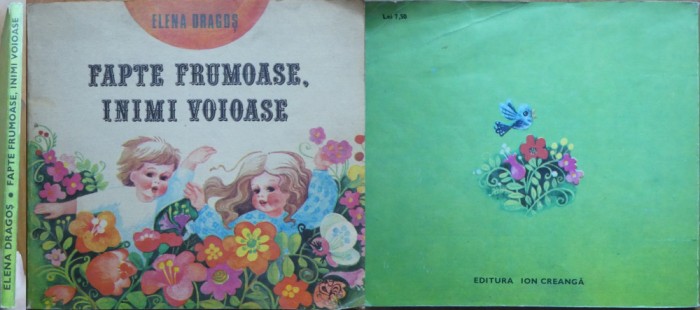 ELENA DRAGOȘ • FAPTE FRUMOASE, INIMI VOIOASE
ELENA DRAGOȘ
FAPTE FRUMOASE,
INIMI VOIOASE
Lei 7,50
EDITURA ION CREANGĂ